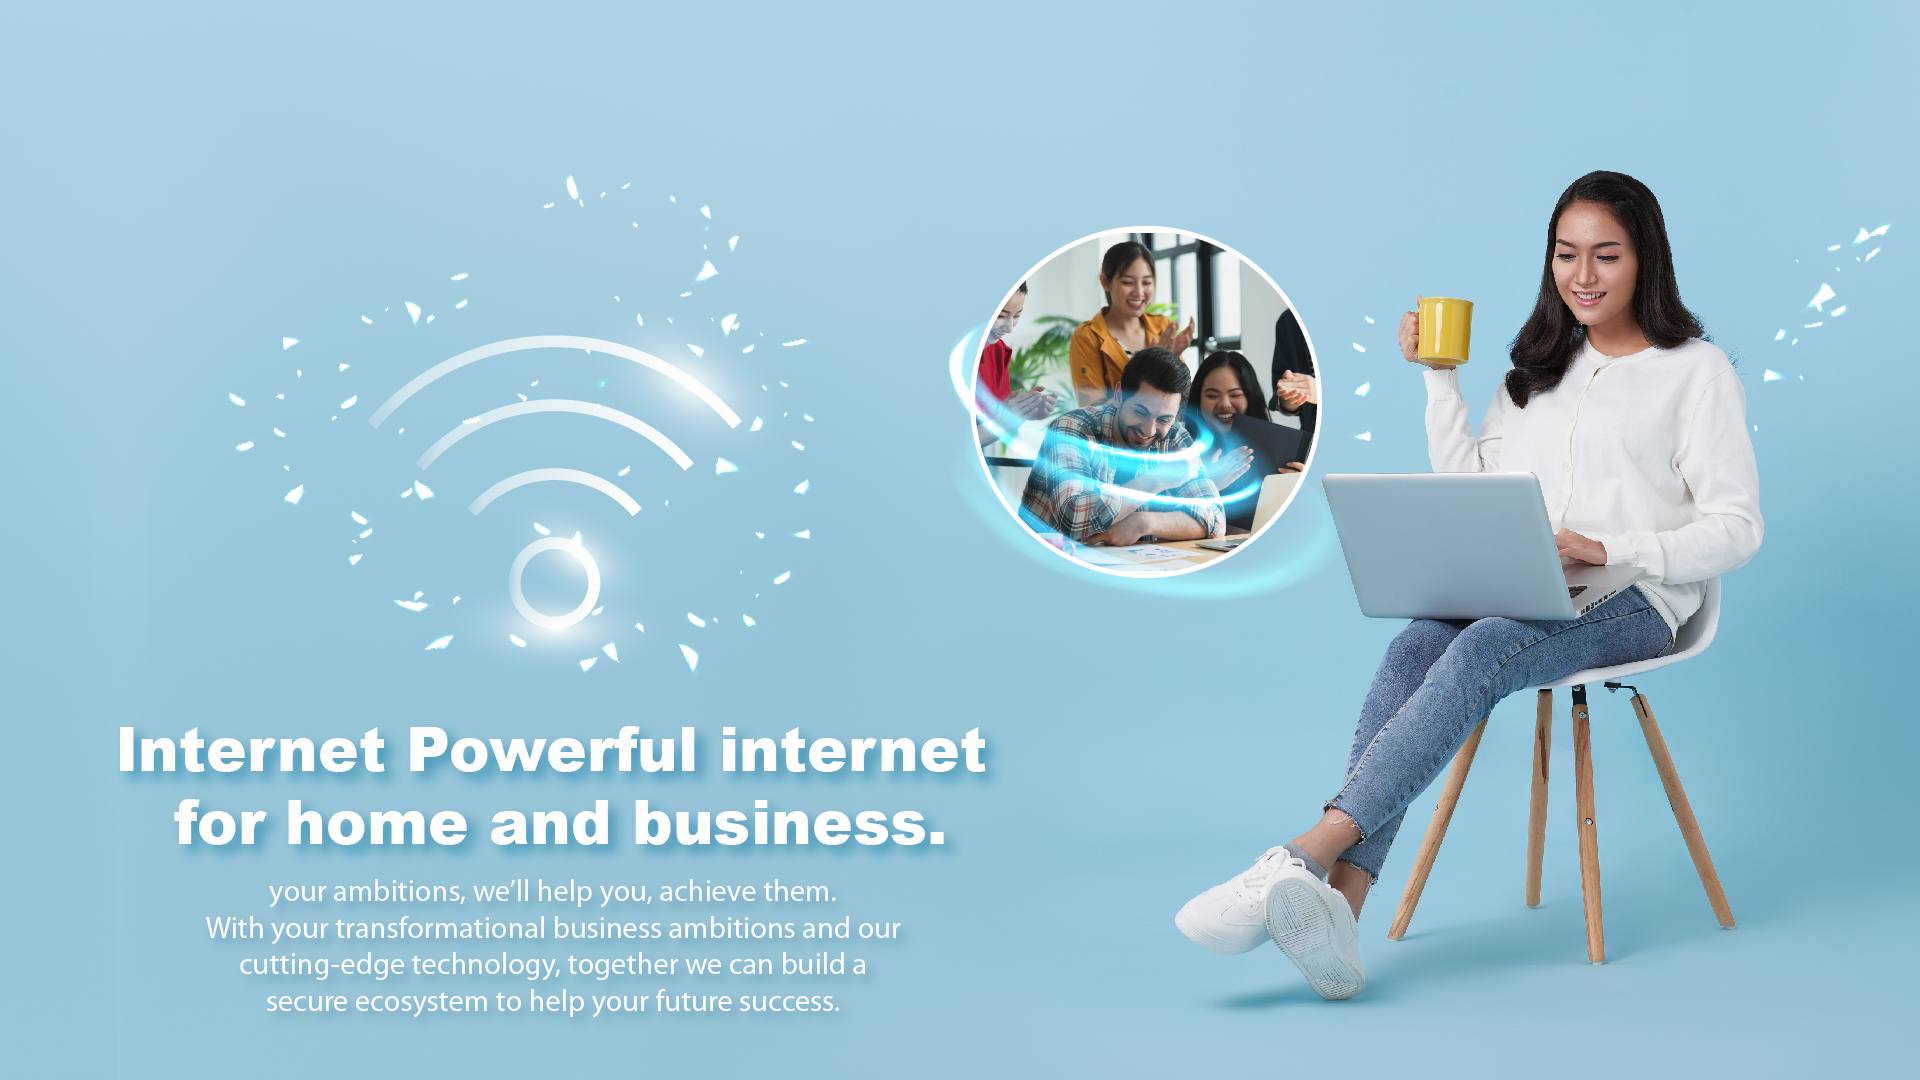 Internet Powerful internet
for home and business.
your ambitions, we’ll help you, achieve them.
With your transformational business ambitions and our
cutting-edge technology, together we can build a
secure ecosystem to help your future success.